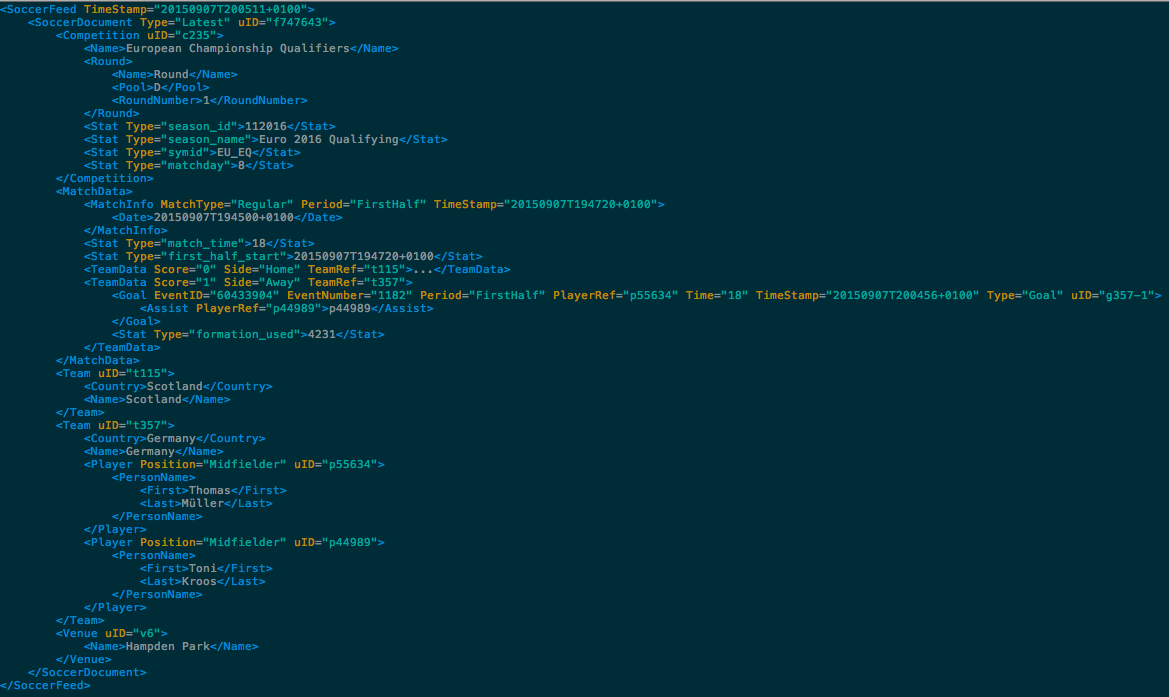 <SoccerFeed TimeStamp="20150907T200511+0100">
<SoccerDocument Type="Latest" uID="f747643">
<Competition uID="c235">
<Name>European Championship Qualifiers</Name>
<Round>
<Name>Round</Name>
<Pool>D</Pool>
<RoundNumber>1</RoundNumber>
</Round>
<Stat Type="season_id">112016</Stat>
<Stat Type="season_name">Euro 2016 Qualifying</Stat>
<Stat Type="symid">EU_EQ</Stat>
<Stat Type="matchday">8</Stat>
</Competition>
<MatchData>
<MatchInfo MatchType="Regular" Period="FirstHalf" TimeStamp="20150907T194720+0100">
<Date>20150907T194500+0100</Date>
</MatchInfo>
<Stat Type="match_time">18</Stat>
<Stat Type="first_half_start">20150907T194720+0100</Stat>
<TeamData Score="0" Side="Home" TeamRef="t115">...</TeamData>
<TeamData Score="1" Side="Away" TeamRef="t357">
<Goal EventID="60433904" EventNumber="1182" Period="FirstHalf" PlayerRef="p55634" Time="18" TimeStamp="20150907T200456+0100" Type="Goal" uID="g357-1">
<Assist PlayerRef="p44989">p44989</Assist>
</Goal>
<Stat Type="formation_used">4231</Stat>
</TeamData>
</MatchData>
<Team uID="t115">
<Country>Scotland</Country>
<Name>Scotland</Name>
</Team>
<Team uID="t357">
<Country>Germany</Country>
<Name>Germany</Name>
<Player Position="Midfielder" uID="p55634">
<PersonName>
<First>Thomas</First>
<Last>Müller</Last>
</PersonName>
</Player>
<Player Position="Midfielder" uID="p44989">
<PersonName>
<First>Toni</First>
<Last>Kroos</Last>
</PersonName>
</Player>
</Team>
<Venue uID="v6">
<Name>Hampden Park</Name>
</Venue>
</SoccerDocument>
</SoccerFeed>